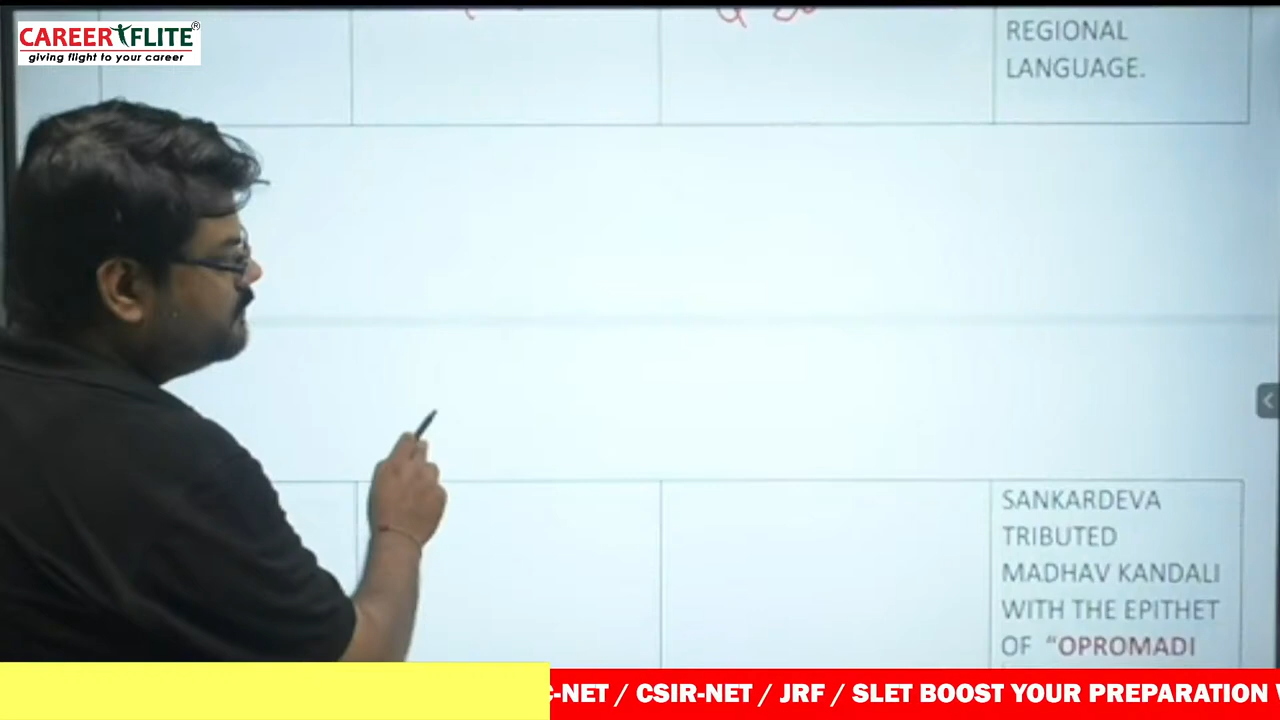 CAREER FLITE®
giving flight to your career
REGIONAL
LANGUAGE.
SANKARDEVA
TRIBUTED
MADHAV KANDALI
WITH THE EPITHET
OF “OPROMADI
-NET / CSIR-NET / JRF / SLET BOOST YOUR PREPARATION